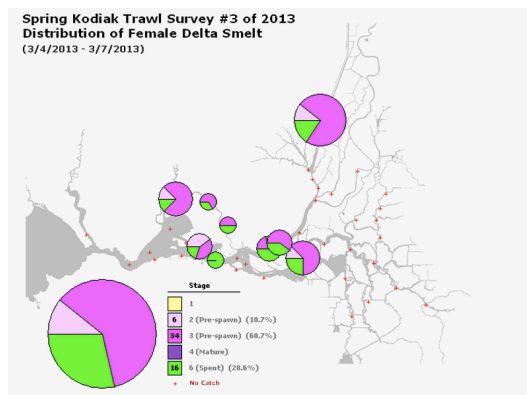 Spring Kodiak Trawl Survey #3 of 2013
Distribution of Female Delta Smelt
(3/4/2013 - 3/7/2013)
Stage
1
6 2 (Pre-spawn) (10.7%)
34 3 (Pre-spawn) (60.7%)
4 (Mature)
16 6 (Spent) (28.6%)
+ No Catch